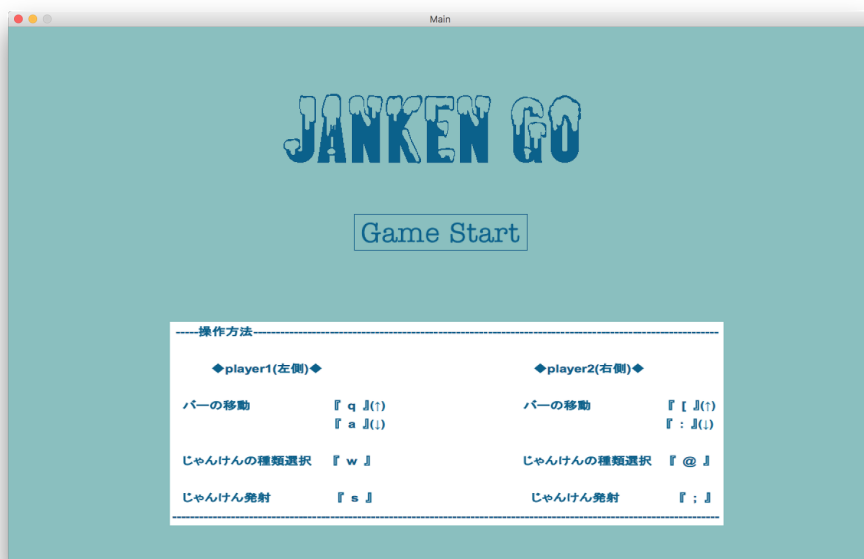 Main
JANKEN GO
Game Start
-----操作方法-----------------------------------------------------------------------------------------------------
◆player1(左側)◆ ◆player2(右側)◆
バーの移動 『 q 』(↑) バーの移動 『 [ 』(↑)
『 a 』(↓) 『 : 』(↓)
じゃんけんの種類選択 『 w 』 じゃんけんの種類選択 『 @ 』
じゃんけん発射 『 s 』 じゃんけん発射 『 ; 』